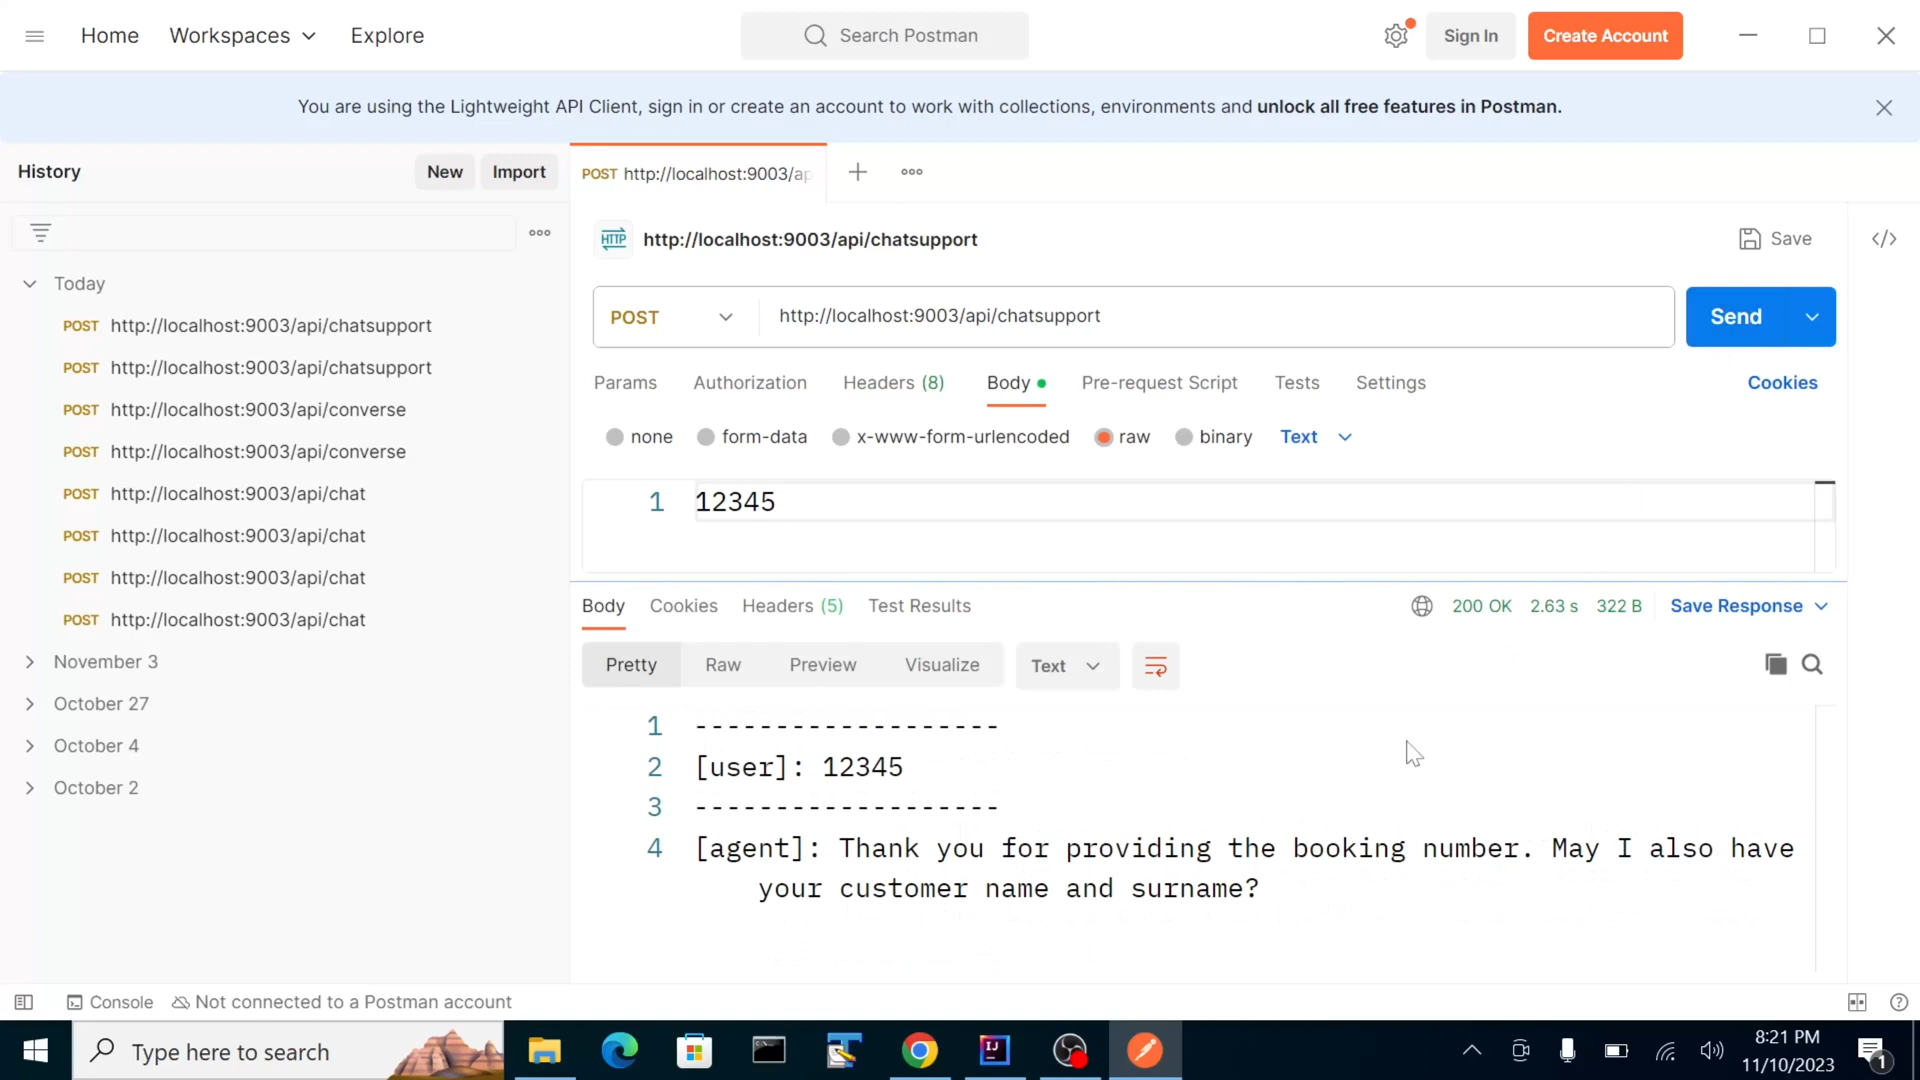 Home
Workspaces
Explore
Search Postman
Sign In
Create Account
You are using the Lightweight API Client, sign in or create an account to work with collections, environments and unlock all free features in Postman.
History
New
Import
POST http://localhost:9003/ap
HTTP http://localhost:9003/api/chatsupport
Save
Today
POST http://localhost:9003/api/chatsupport
POST http://localhost:9003/api/chatsupport
POST http://localhost:9003/api/converse
POST http://localhost:9003/api/converse
POST http://localhost:9003/api/chat
POST http://localhost:9003/api/chat
POST http://localhost:9003/api/chat
POST http://localhost:9003/api/chat
November 3
October 27
October 4
October 2
POST http://localhost:9003/api/chatsupport
Send
Params Authorization Headers (8) Body Pre-request Script Tests Settings Cookies
none form-data x-www-form-urlencoded raw binary Text
1 12345
Body Cookies Headers (5) Test Results 200 OK 2.63 s 322 B Save Response
Pretty Raw Preview Visualize Text
1 -------------------
2 [user]: 12345
3 -------------------
4 [agent]: Thank you for providing the booking number. May I also have
your customer name and surname?
Console
Not connected to a Postman account
Type here to search
IJ
8:21 PM
11/10/2023
1